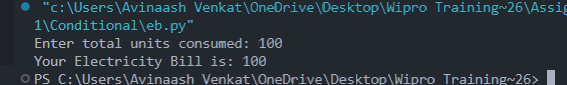 "c:\Users\Avinaash Venkat\OneDrive\Desktop\Wipro Training~26\Assig
1\Conditional\eb.py"
Enter total units consumed: 100
Your Electricity Bill is: 100
PS C:\Users\Avinaash Venkat\OneDrive\Desktop\Wipro Training~26>